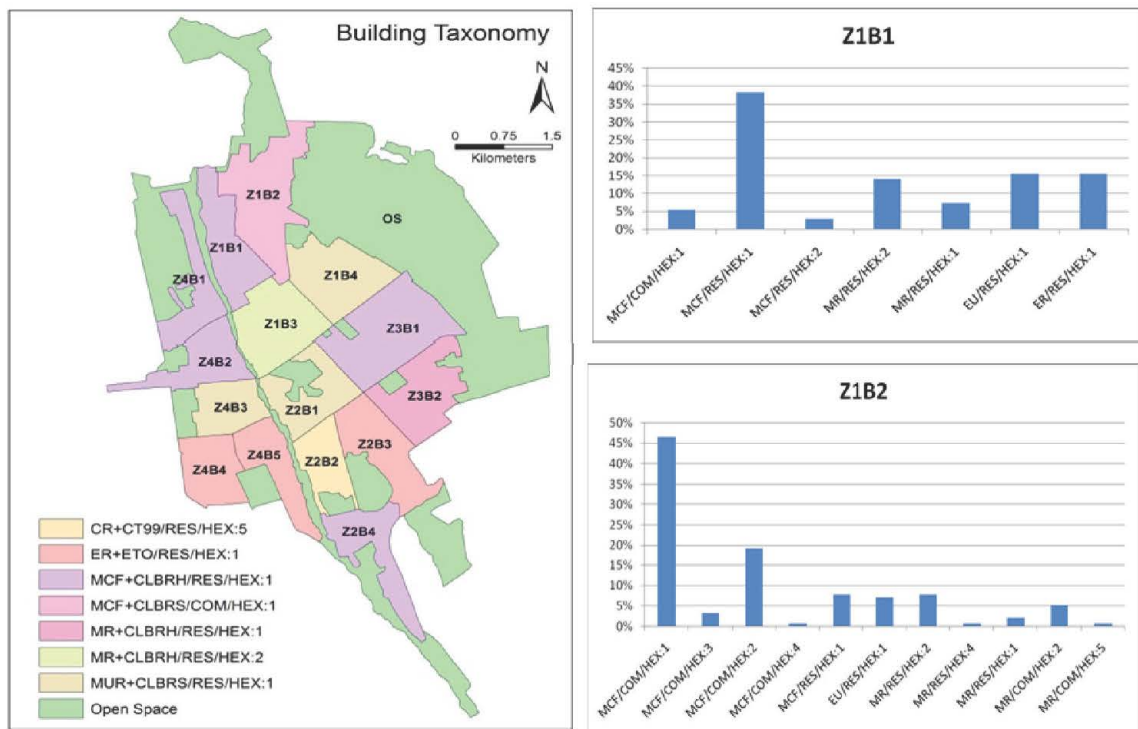 Building Taxonomy
N
0 0.75 1.5
Kilometers
Z1B2
OS
Z1B1
Z4B1
Z1B4
Z1B3
Z3B1
Z4B2
Z3B2
Z4B3
Z2B1
Z2B3
Z4B5
Z4B4
Z2B2
Z2B4
CR+CT99/RES/HEX:5
ER+ETO/RES/HEX:1
MCF+CLBRH/RES/HEX:1
MCF+CLBRS/COM/HEX:1
MR+CLBRH/RES/HEX:1
MR+CLBRH/RES/HEX:2
MUR+CLBRS/RES/HEX:1
Open Space
Z1B1
45%
40%
35%
30%
25%
20%
15%
10%
5%
0%
MCF/COM/HEX:1
MCF/RES/HEX:1
MCF/RES/HEX:2
MR/RES/HEX:2
MR/RES/HEX:1
EU/RES/HEX:1
ER/RES/HEX:1
Z1B2
50%
45%
40%
35%
30%
25%
20%
15%
10%
5%
0%
MCF/COM/HEX:1
MCF/COM/HEX:3
MCF/COM/HEX:2
MCF/COM/HEX:4
MCF/RES/HEX:1
EU/RES/HEX:1
MR/RES/HEX:2
MR/RES/HEX:4
MR/RES/HEX:1
MR/COM/HEX:2
MR/COM/HEX:5